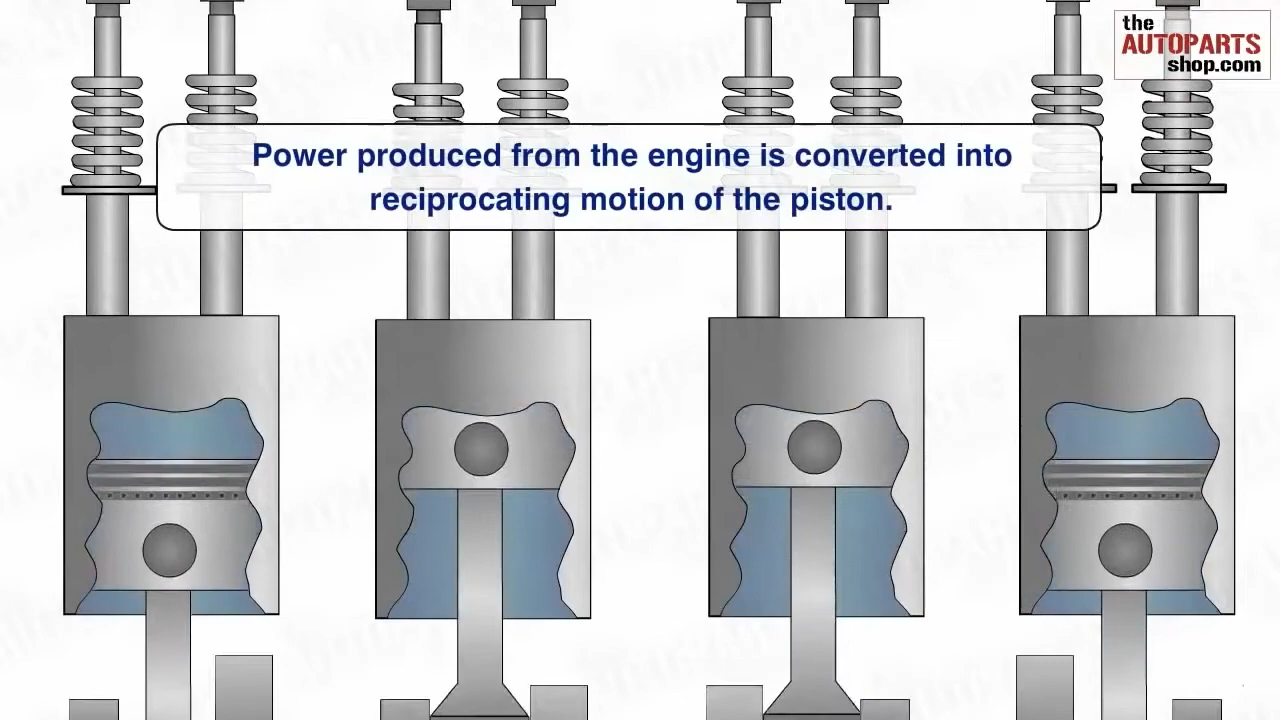 the
AUTOPARTS
shop.com
Power produced from the engine is converted into
reciprocating motion of the piston.